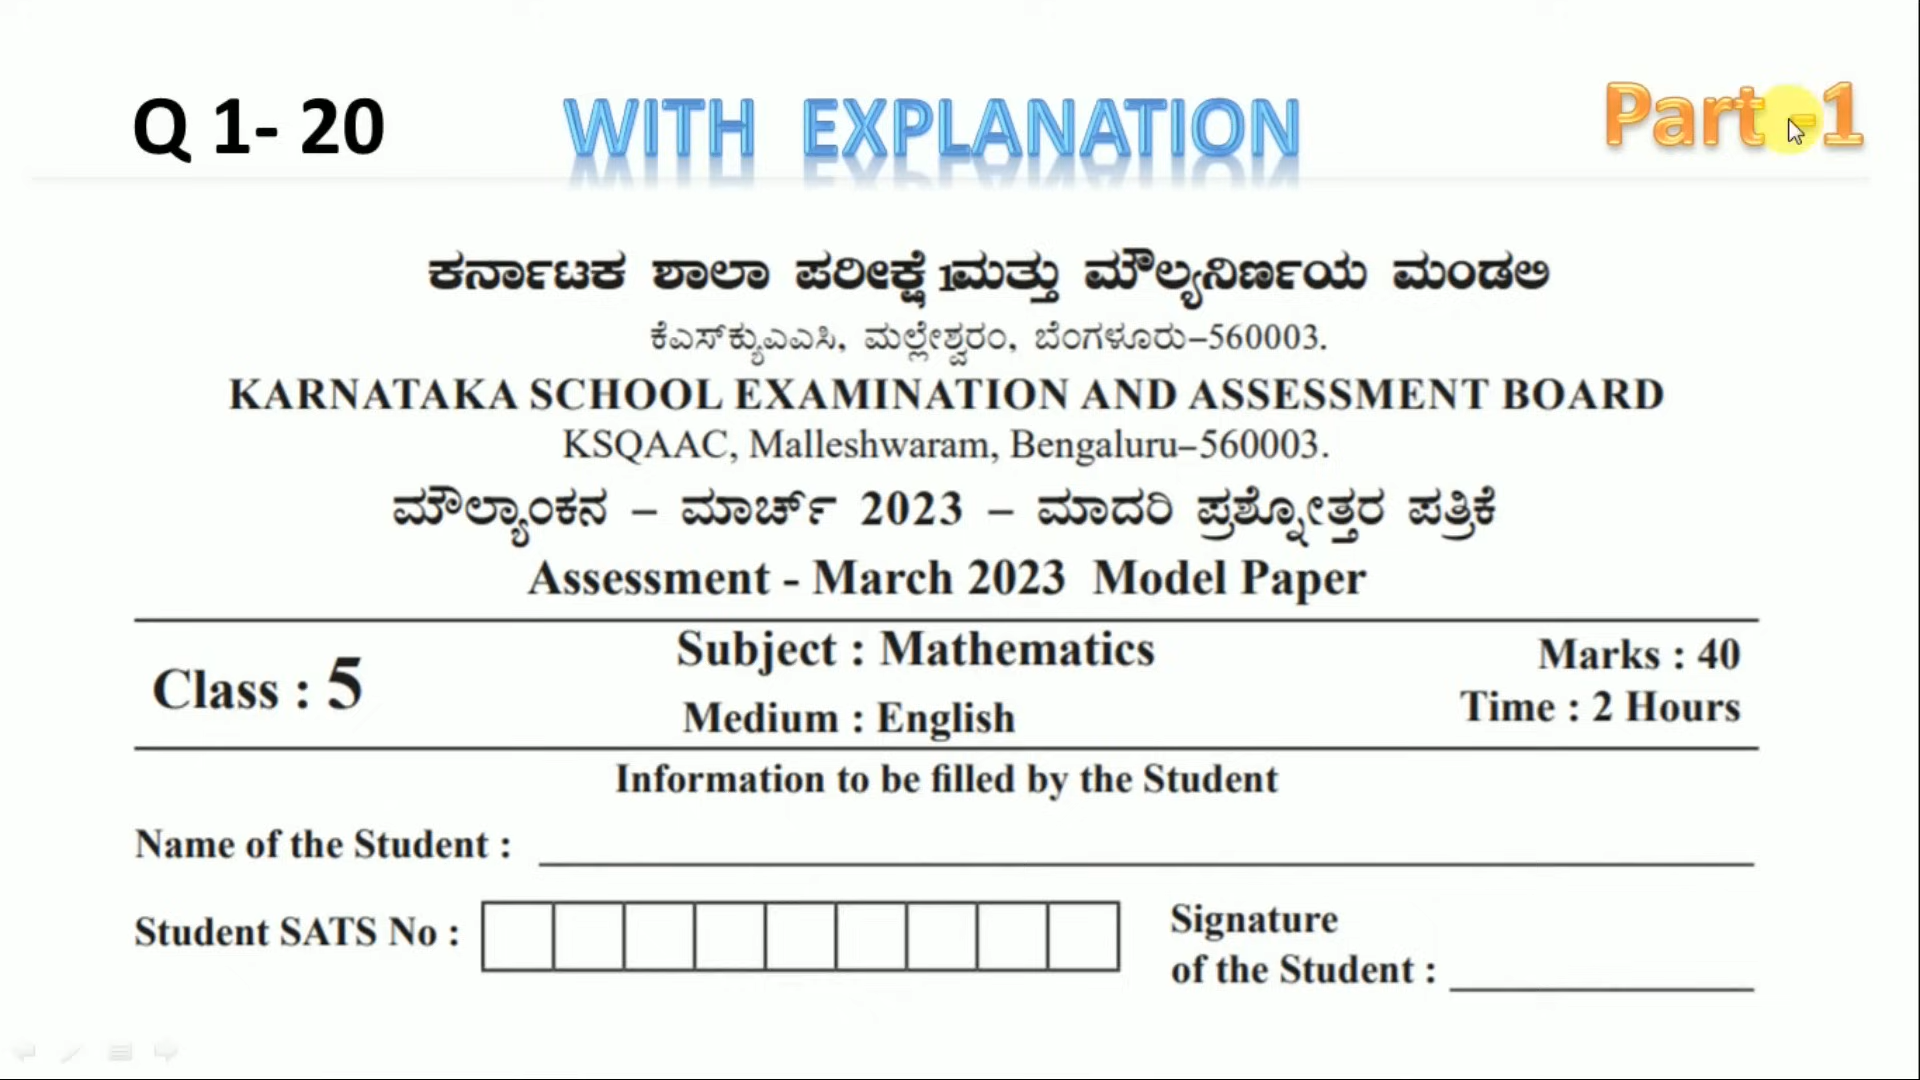 Q 1- 20 WITH EXPLANATION Part -1
ಕರ್ನಾಟಕ ಶಾಲಾ ಪರೀಕ್ಷೆ 1ಮತ್ತು ಮೌಲ್ಯನಿರ್ಣಯ ಮಂಡಲಿ
ಕೆಎಸ್‌ಕ್ಯುಎಎಸಿ, ಮಲ್ಲೇಶ್ವರಂ, ಬೆಂಗಳೂರು–560003.
KARNATAKA SCHOOL EXAMINATION AND ASSESSMENT BOARD
KSQAAC, Malleshwaram, Bengaluru–560003.
ಮೌಲ್ಯಾಂಕನ – ಮಾರ್ಚ್ 2023 – ಮಾದರಿ ಪ್ರಶ್ನೋತ್ತರ ಪತ್ರಿಕೆ
Assessment - March 2023 Model Paper
Class : 5 Subject : Mathematics Marks : 40
Medium : English Time : 2 Hours
Information to be filled by the Student
Name of the Student :
Student SATS No : Signature
of the Student :